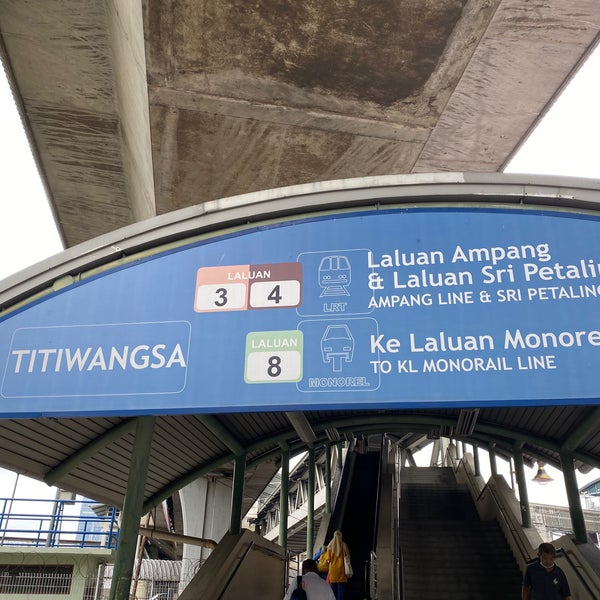 TITIWANGSA
LALUAN
3 4
LRT
Laluan Ampang
& Laluan Sri Petalin
AMPANG LINE & SRI PETALING
LALUAN
8
MONOREL
Ke Laluan Monore
TO KL MONORAIL LINE